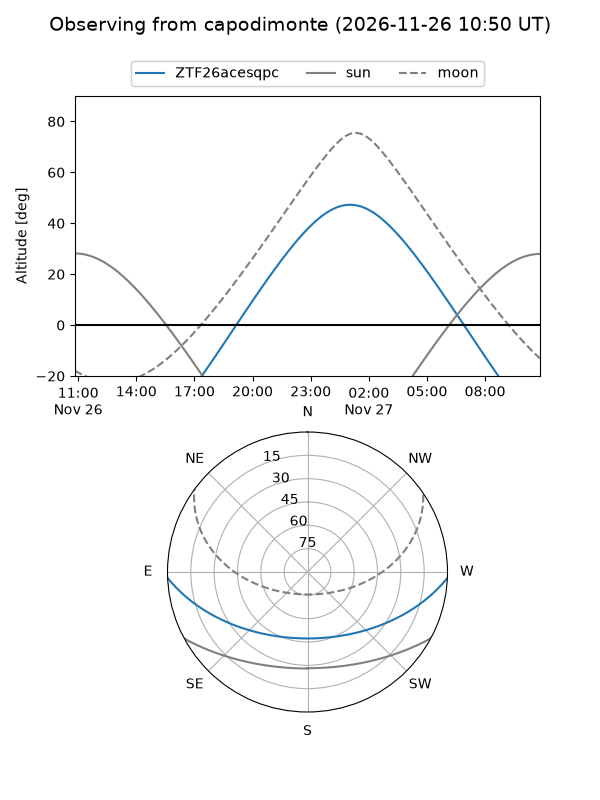 Observing from capodimonte (2026-11-26 10:50 UT)
ZTF26acesqpc sun moon
80
60
40
20
0
−20
Altitude [deg]
11:00 14:00 17:00 20:00 23:00 02:00 05:00 08:00
Nov 26 Nov 27
N
NE NW
15
30
45
60
75
E W
SE SW
S